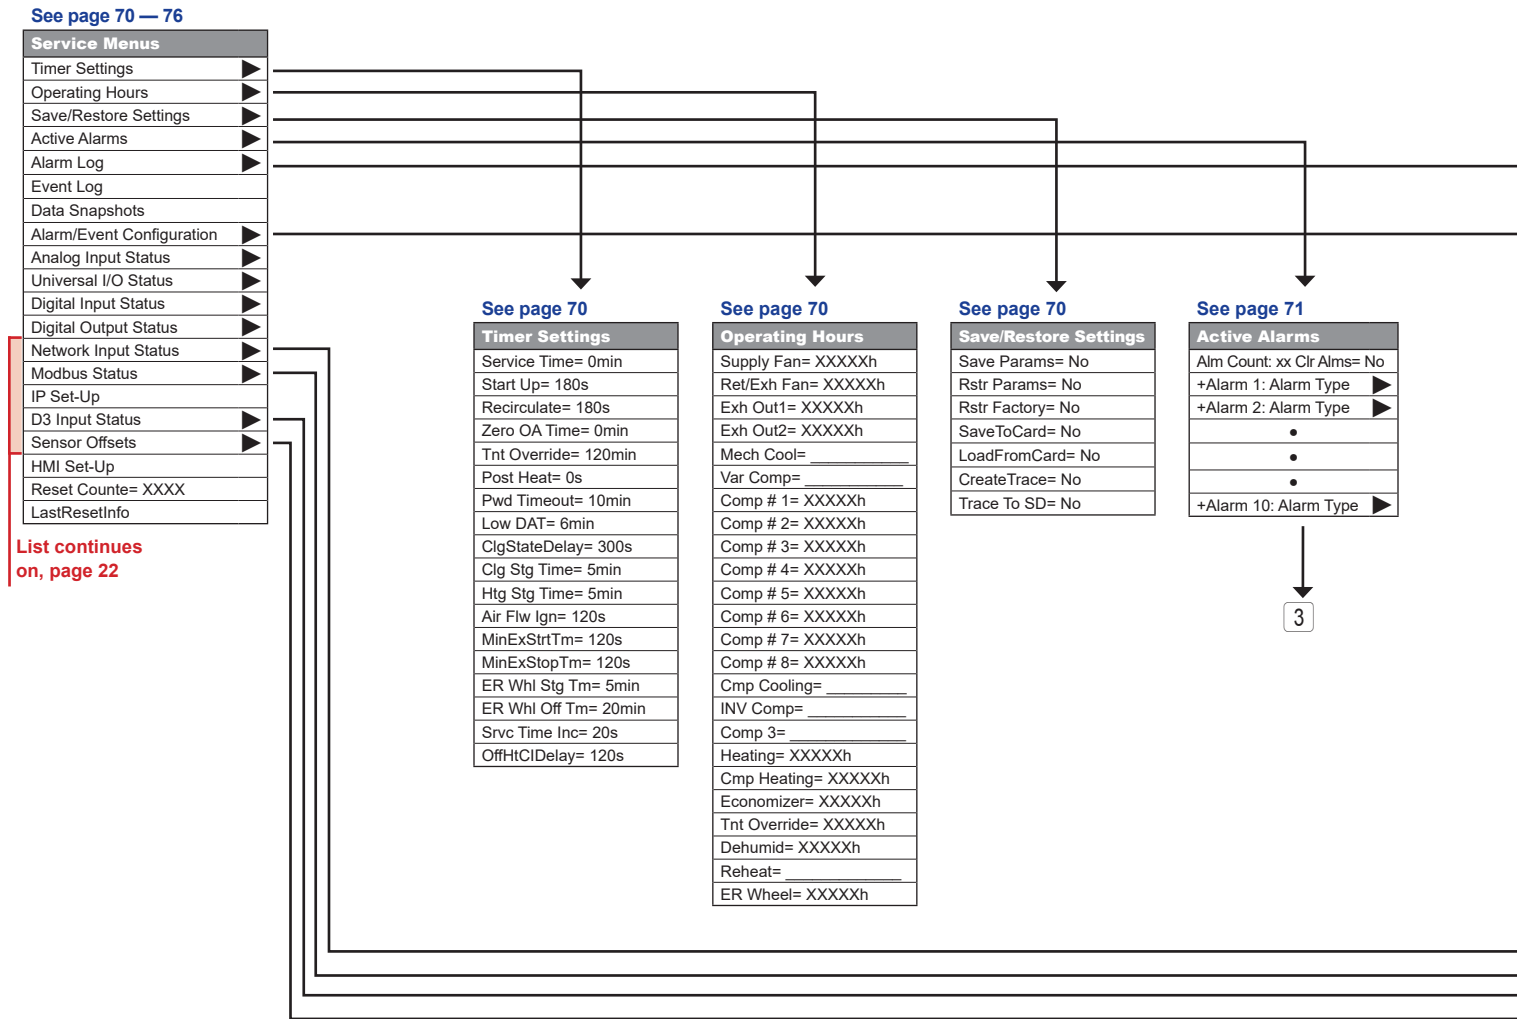 See page 70 — 76
Service Menus
Timer Settings
Operating Hours
Save/Restore Settings
Active Alarms
Alarm Log
Event Log
Data Snapshots
Alarm/Event Configuration
Analog Input Status
Universal I/O Status
Digital Input Status
Digital Output Status
Network Input Status
Modbus Status
IP Set-Up
D3 Input Status
Sensor Offsets
HMI Set-Up
Reset Counte= XXXX
LastResetInfo
List continues
on, page 22
See page 70
Timer Settings
Service Time= 0min
Start Up= 180s
Recirculate= 180s
Zero OA Time= 0min
Tnt Override= 120min
Post Heat= 0s
Pwd Timeout= 10min
Low DAT= 6min
ClgStateDelay= 300s
Clg Stg Time= 5min
Htg Stg Time= 5min
Air Flw Ign= 120s
MinExStrtTm= 120s
MinExStopTm= 120s
ER Whl Stg Tm= 5min
ER Whl Off Tm= 20min
Srvc Time Inc= 20s
OffHtClDelay= 120s
See page 70
Operating Hours
Supply Fan= XXXXXh
Ret/Exh Fan= XXXXXh
Exh Out1= XXXXXh
Exh Out2= XXXXXh
Mech Cool= ____________
Var Comp= ____________
Comp # 1= XXXXXh
Comp # 2= XXXXXh
Comp # 3= XXXXXh
Comp # 4= XXXXXh
Comp # 5= XXXXXh
Comp # 6= XXXXXh
Comp # 7= XXXXXh
Comp # 8= XXXXXh
Cmp Cooling= __________
INV Comp= ____________
Comp 3= ______________
Heating= XXXXXh
Cmp Heating= XXXXXh
Economizer= XXXXXh
Tnt Override= XXXXXh
Dehumid= XXXXXh
Reheat= ______________
ER Wheel= XXXXXh
See page 70
Save/Restore Settings
Save Params= No
Rstr Params= No
Rstr Factory= No
SaveToCard= No
LoadFromCard= No
CreateTrace= No
Trace To SD= No
See page 71
Active Alarms
Alm Count: xx Clr Alms= No
+Alarm 1: Alarm Type
+Alarm 2: Alarm Type
•
•
•
+Alarm 10: Alarm Type
3